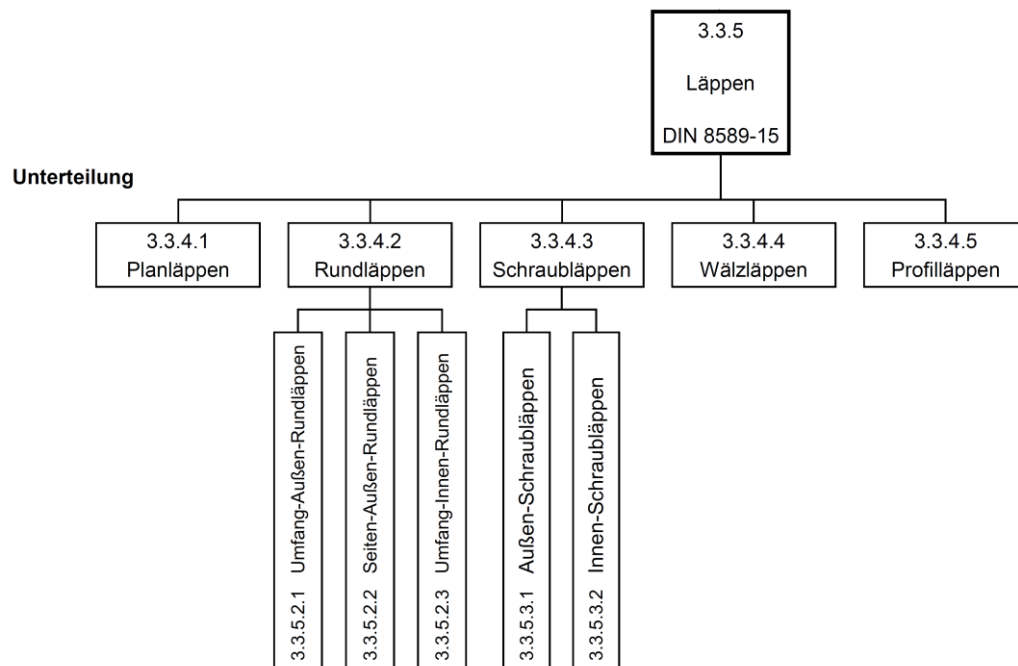 3.3.5
Läppen
DIN 8589-15
Unterteilung
3.3.4.1
Planläppen
3.3.4.2
Rundläppen
3.3.4.3
Schraubläppen
3.3.4.4
Wälzläppen
3.3.4.5
Profilläppen
3.3.5.2.1 Umfang-Außen-Rundläppen
3.3.5.2.2 Seiten-Außen-Rundläppen
3.3.5.2.3 Umfang-Innen-Rundläppen
3.3.5.3.1 Außen-Schraubläppen
3.3.5.3.2 Innen-Schraubläppen